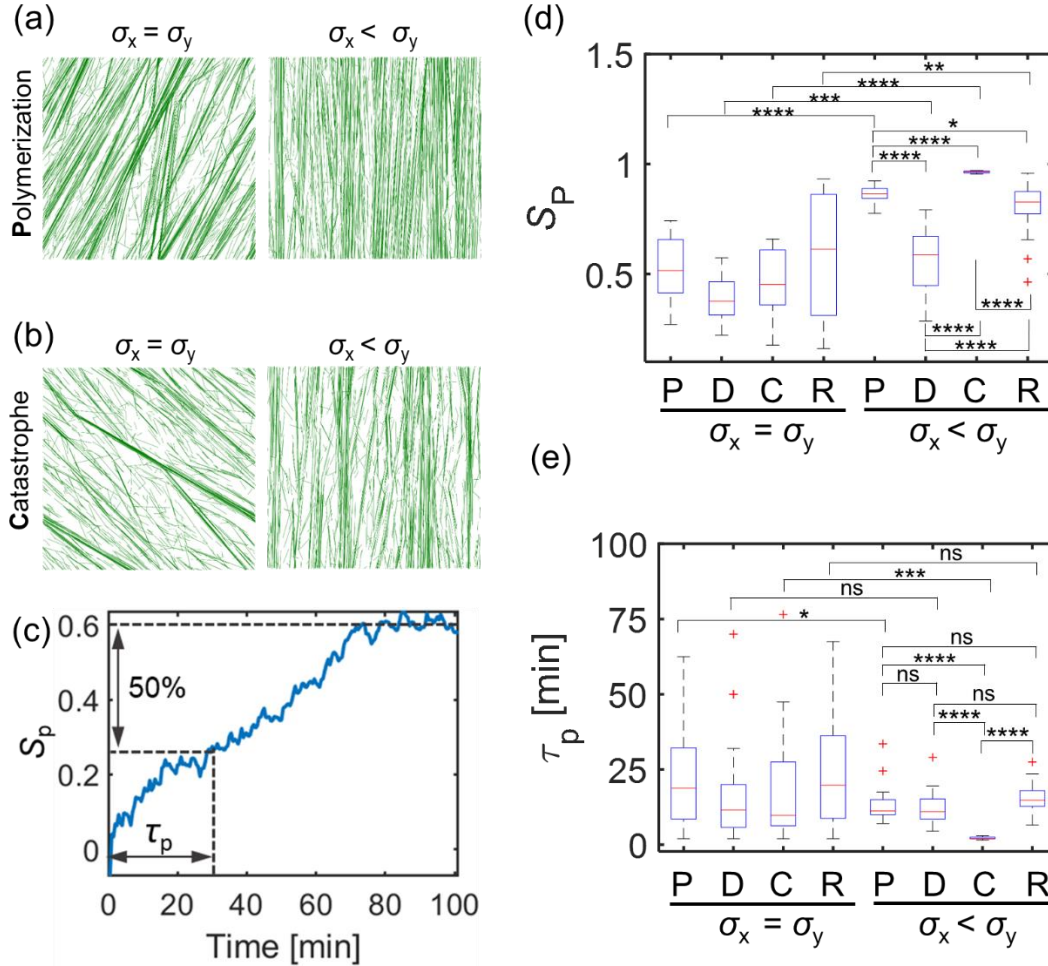 (a)
σx = σy
σx < σy
Polymerization
(b)
σx = σy
σx < σy
Catastrophe
(c)
0.6
0.4
0.2
0
Sp
50%
τp
0 20 40 60 80 100
Time [min]
(d)
1.5
1
0.5
SP
**
****
***
****
*
****
****
****
****
****
P D C R P D C R
σx = σy
σx < σy
(e)
100
75
50
25
0
τp [min]
ns
***
ns
*
ns
****
ns
ns
****
****
P D C R P D C R
σx = σy
σx < σy